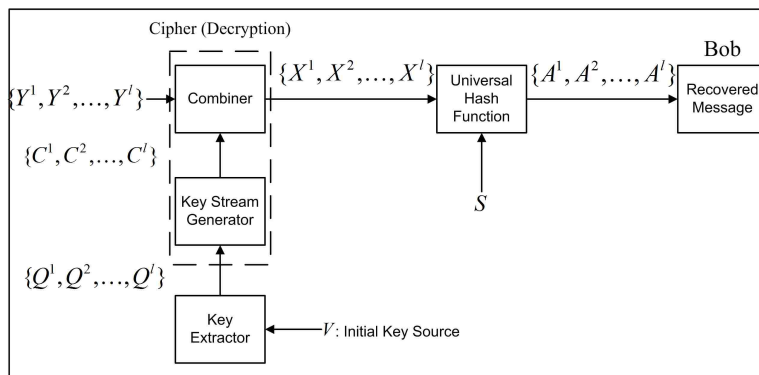 Cipher (Decryption)
Bob
{Y¹, Y²,…, Yˡ}
Combiner
{X¹, X²,…, Xˡ}
Universal
Hash
Function
{A¹, A²,…, Aˡ}
Recovered
Message
{C¹, C²,…, Cˡ}
Key Stream
Generator
S
{Q¹, Q²,…, Qˡ}
Key
Extractor
V: Initial Key Source